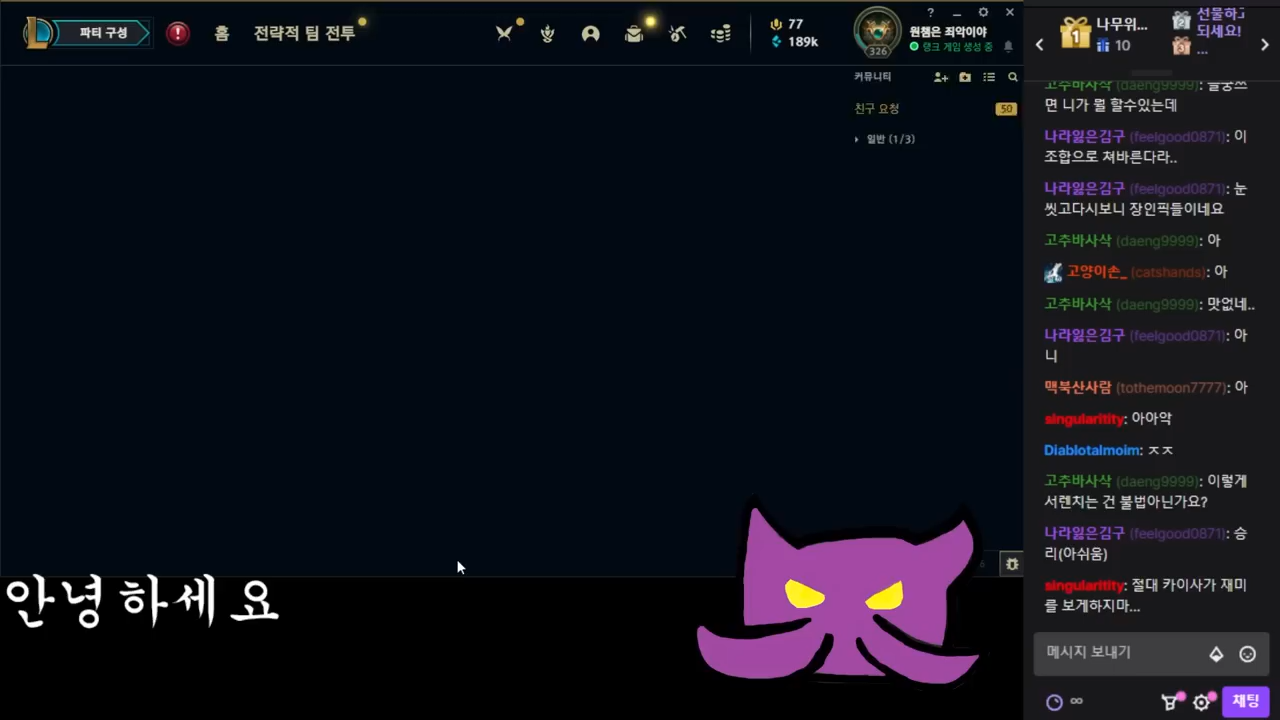 파티 구성
홈
전략적 팀 전투
77
189k
326
원챔은 죄악이야
랭크 게임 생성 중
커뮤니티
친구 요청
50
일반 (1/3)
안녕하세요
1
나무위...
10
2
선물하고
되세요!
3
...
고추바사삭 (daeng9999):
면 니가 뭘 할수있는데
나라잃은김구 (feelgood0871): 이
조합으로 쳐바른다라..
나라잃은김구 (feelgood0871): 눈
씻고다시보니 장인픽들이네요
고추바사삭 (daeng9999): 아
고양이손_ (catshands): 아
고추바사삭 (daeng9999): 맛없네..
나라잃은김구 (feelgood0871): 아
니
맥북산사람 (tothemoon7777): 아
singularitity: 아아악
Diablotalmoim: ㅈㅈ
고추바사삭 (daeng9999): 이렇게
서렌치는 건 불법아닌가요?
나라잃은김구 (feelgood0871): 승
리(아쉬움)
singularitity: 절대 카이사가 재미
를 보게하지마...
메시지 보내기
채팅